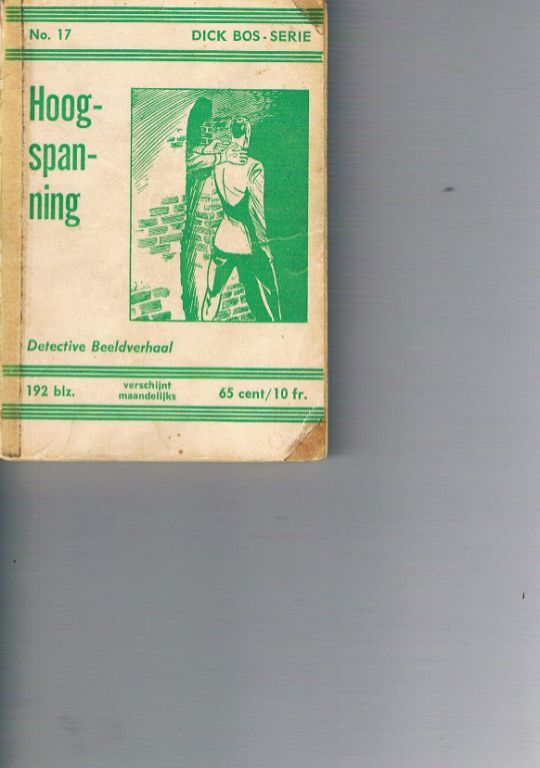 No. 17 DICK BOS - SERIE
Hoog-
span-
ning
Detective Beeldverhaal
192 blz. verschijnt maandelijks 65 cent/10 fr.